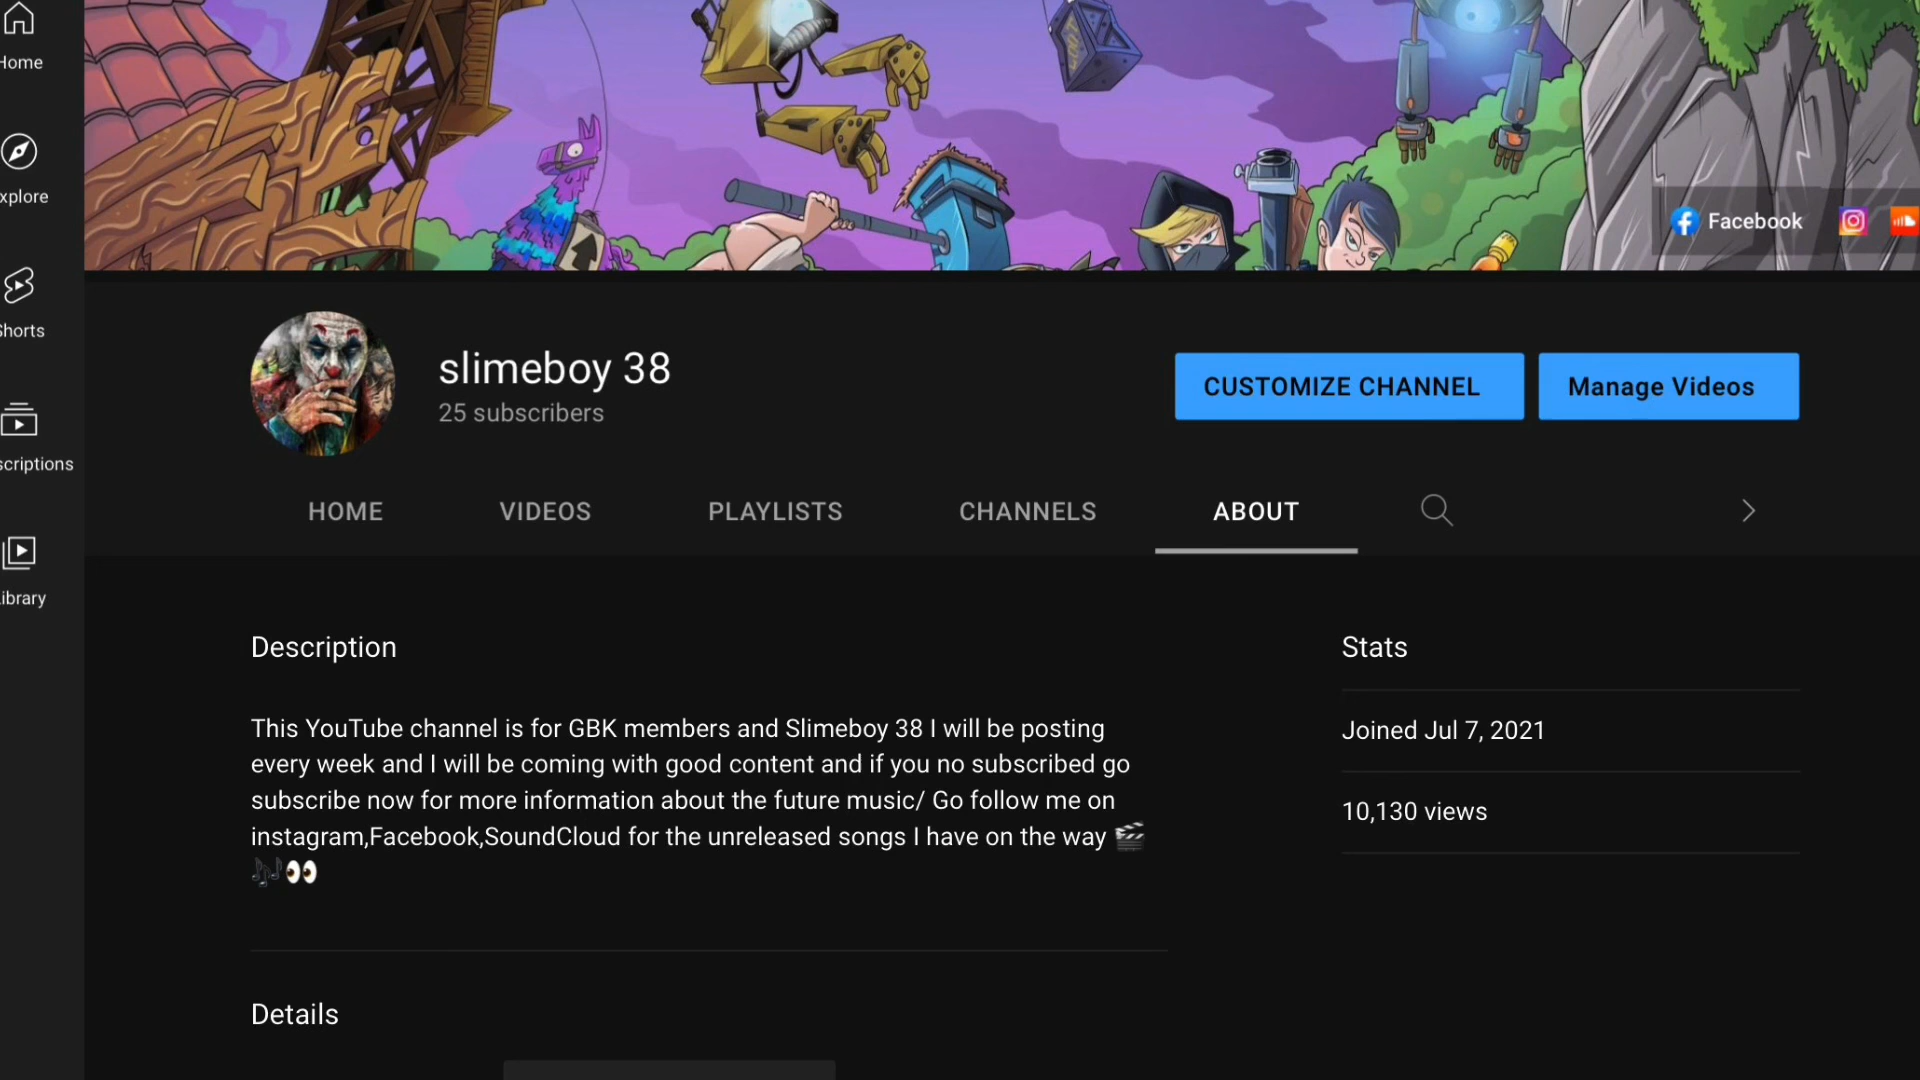 Home
Explore
Shorts
Subscriptions
Library
Facebook
slimeboy 38
25 subscribers
CUSTOMIZE CHANNEL
Manage Videos
HOME
VIDEOS
PLAYLISTS
CHANNELS
ABOUT
Description
This YouTube channel is for GBK members and Slimeboy 38 I will be posting
every week and I will be coming with good content and if you no subscribed go
subscribe now for more information about the future music/ Go follow me on
instagram,Facebook,SoundCloud for the unreleased songs I have on the way 🎬
🎶👀
Stats
Joined Jul 7, 2021
10,130 views
Details